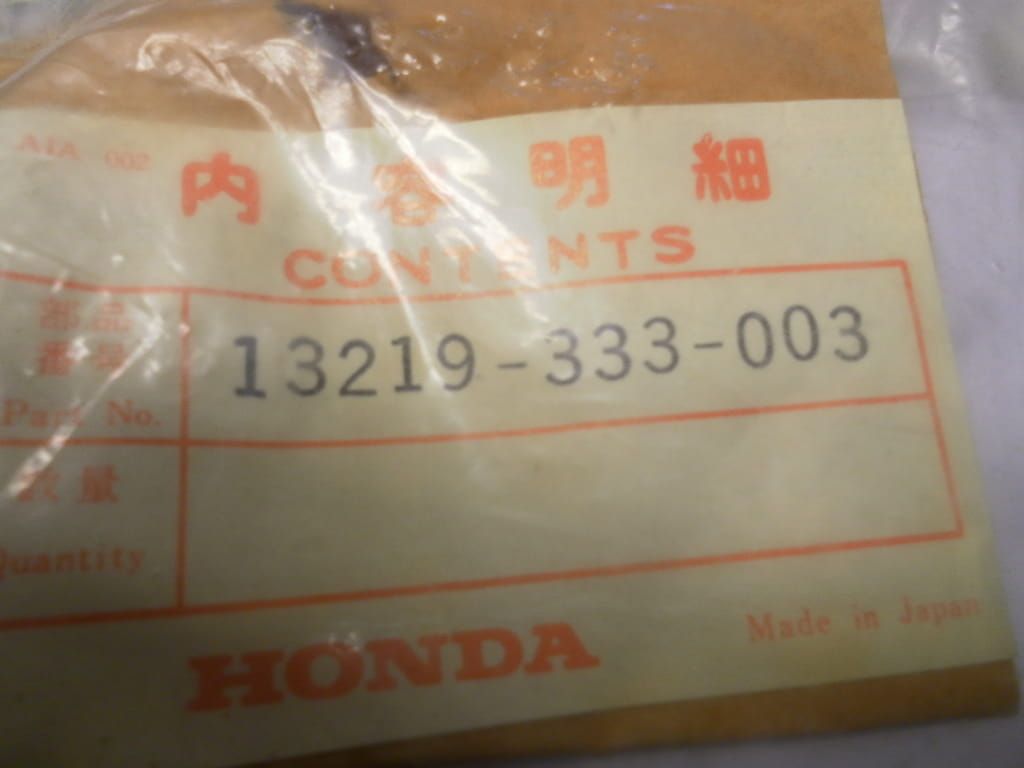 AIA 002
内容明細
CONTENTS
部品
番号
Part No.
13219-333-003
数量
Quantity
HONDA
Made in Japan